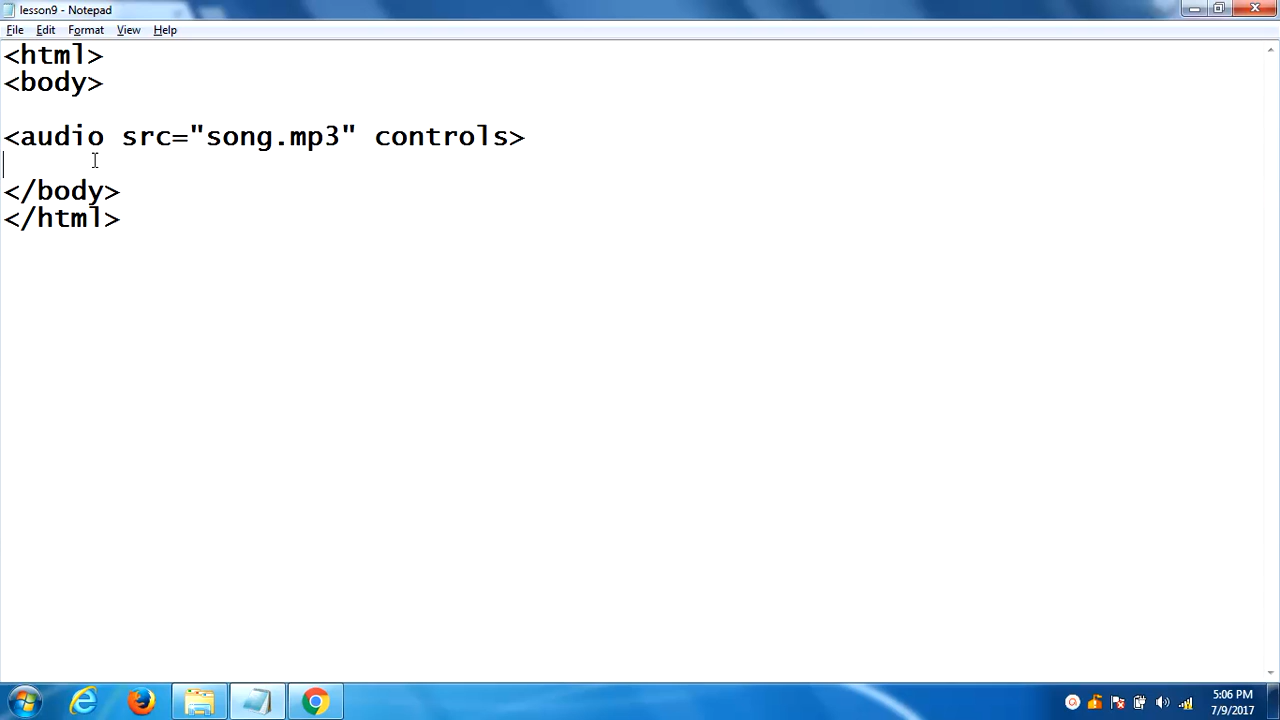 lesson9 - Notepad
File Edit Format View Help
<html>
<body>
<audio src="song.mp3" controls>
</body>
</html>
5:06 PM
7/9/2017